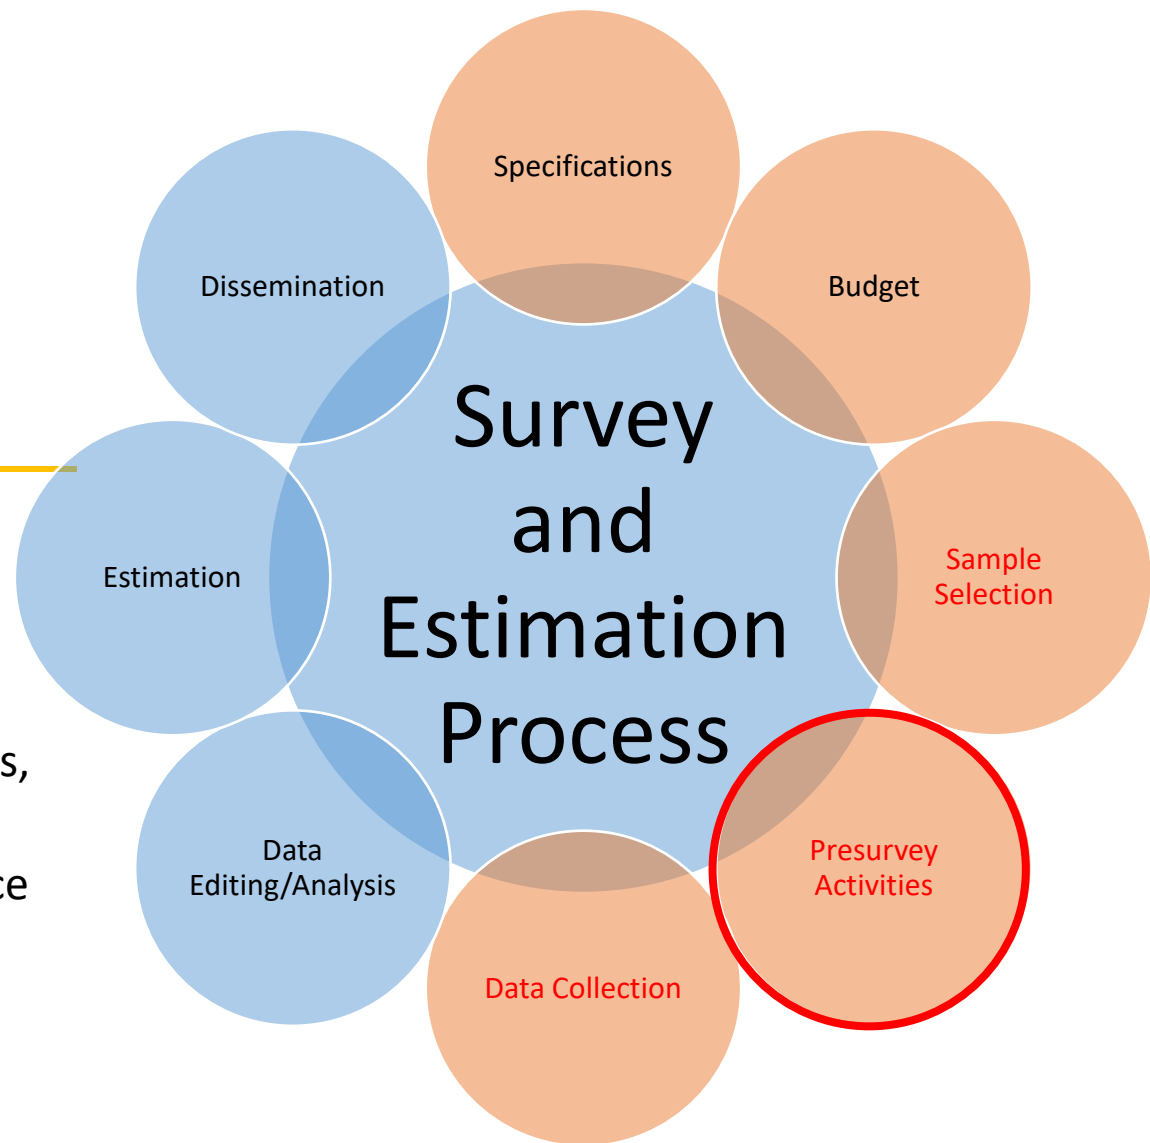 Specifications
Dissemination
Budget
Survey
and
Estimation
Process
Estimation
Sample
Selection
s,
ce
Data
Editing/Analysis
Presurvey
Activities
Data Collection